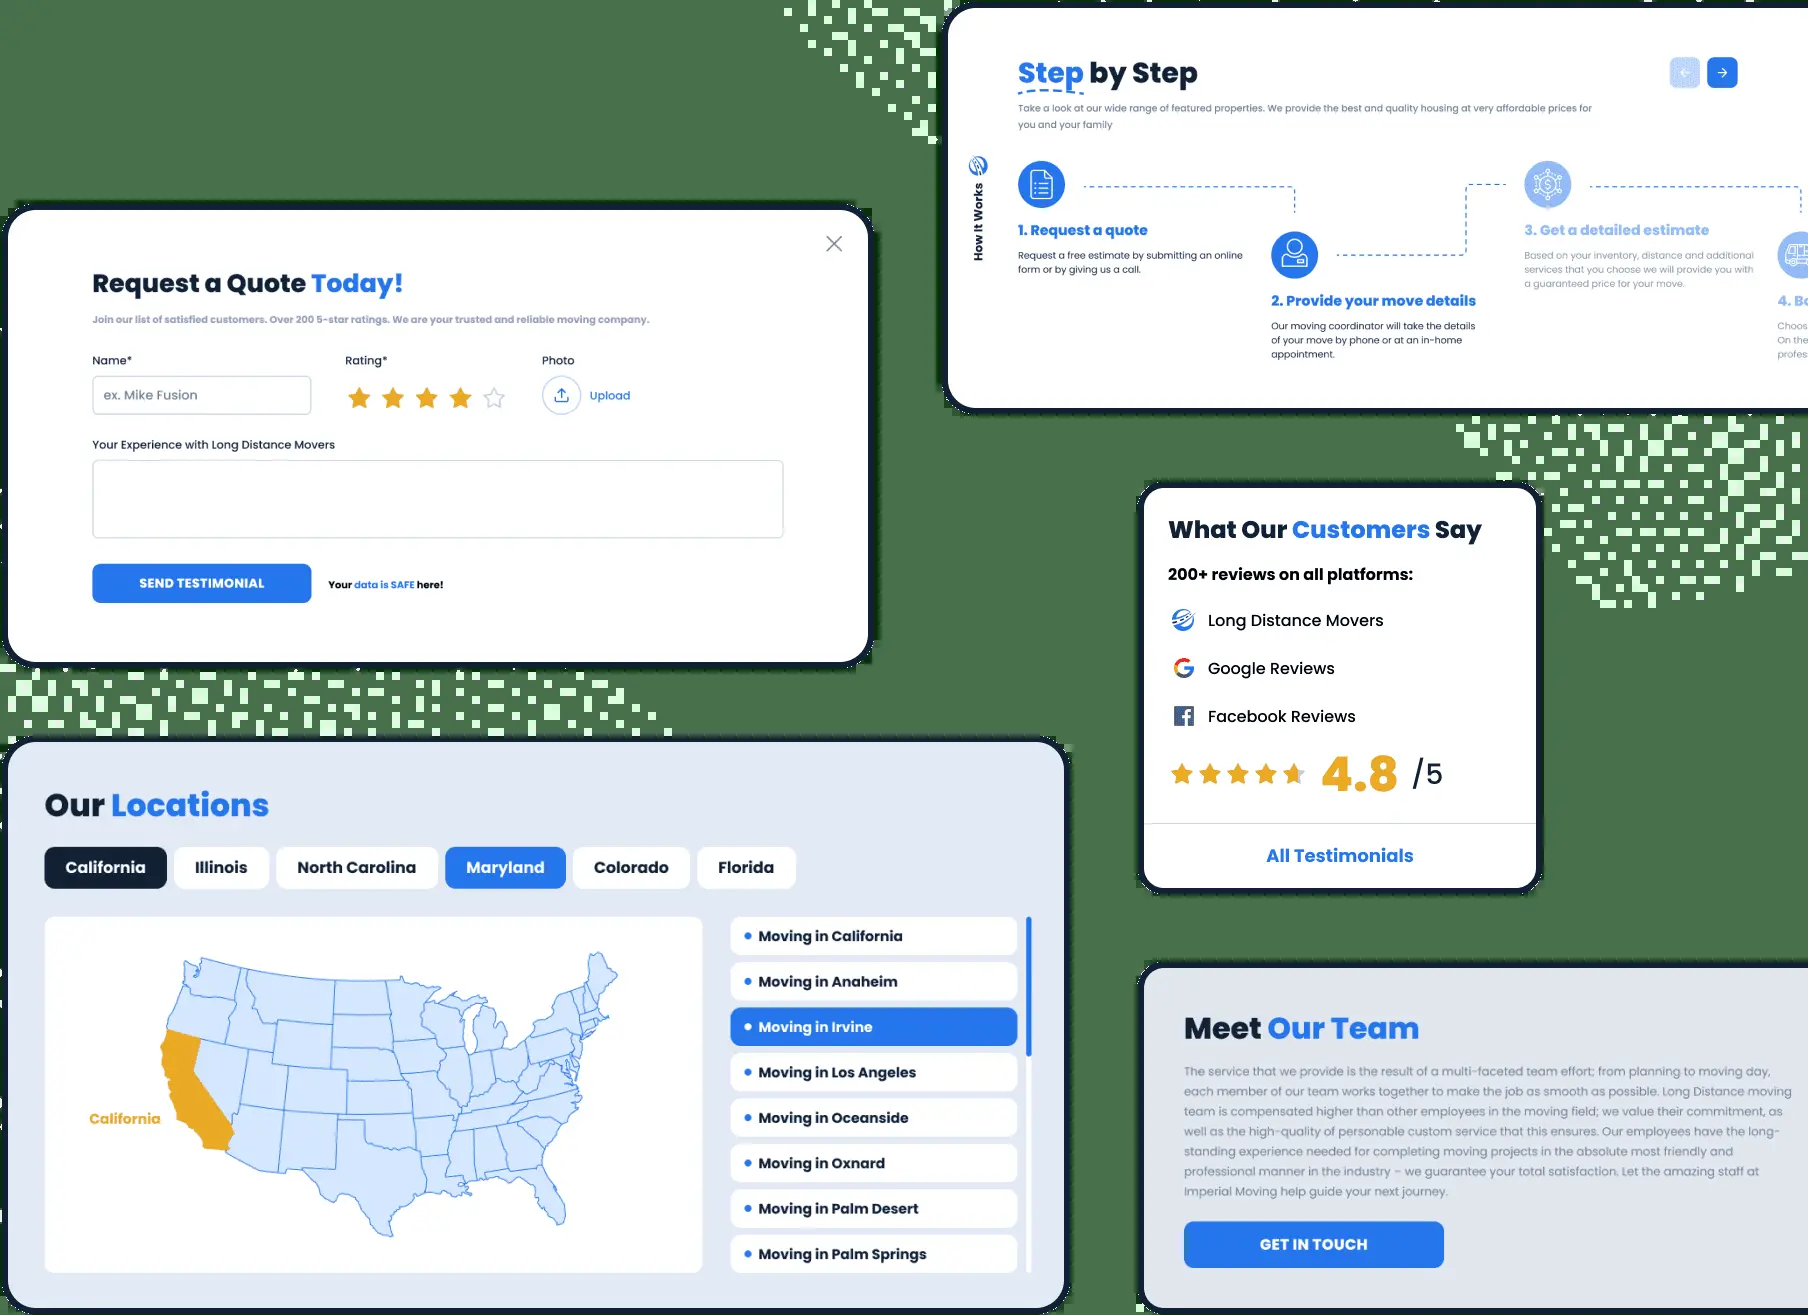 Step by Step
Take a look at our wide range of featured properties. We provide the best and quality housing at very affordable prices for
you and your family
How It Works
1. Request a quote
Request a free estimate by submitting an online
form or by giving us a call.
2. Provide your move details
Our moving coordinator will take the details
of your move by phone or at an in-home
appointment.
3. Get a detailed estimate
Based on your inventory, distance and additional
services that you choose we will provide you with
a guaranteed price for your move.
4. Bo
Choos
On the
profes
Request a Quote Today!
Join our list of satisfied customers. Over 200 5-star ratings. We are your trusted and reliable moving company.
Name*
Rating*
Photo
ex. Mike Fusion
Upload
Your Experience with Long Distance Movers
SEND TESTIMONIAL
Your data is SAFE here!
What Our Customers Say
200+ reviews on all platforms:
Long Distance Movers
Google Reviews
Facebook Reviews
4.8 /5
All Testimonials
Our Locations
California
Illinois
North Carolina
Maryland
Colorado
Florida
California
Moving in California
Moving in Anaheim
Moving in Irvine
Moving in Los Angeles
Moving in Oceanside
Moving in Oxnard
Moving in Palm Desert
Moving in Palm Springs
Meet Our Team
The service that we provide is the result of a multi-faceted team effort; from planning to moving day,
each member of our team works together to make the job as smooth as possible. Long Distance moving
team is compensated higher than other employees in the moving field; we value their commitment, as
well as the high-quality of personable custom service that this ensures. Our employees have the long-
standing experience needed for completing moving projects in the absolute most friendly and
professional manner in the industry – we guarantee your total satisfaction. Let the amazing staff at
Imperial Moving help guide your next journey.
GET IN TOUCH